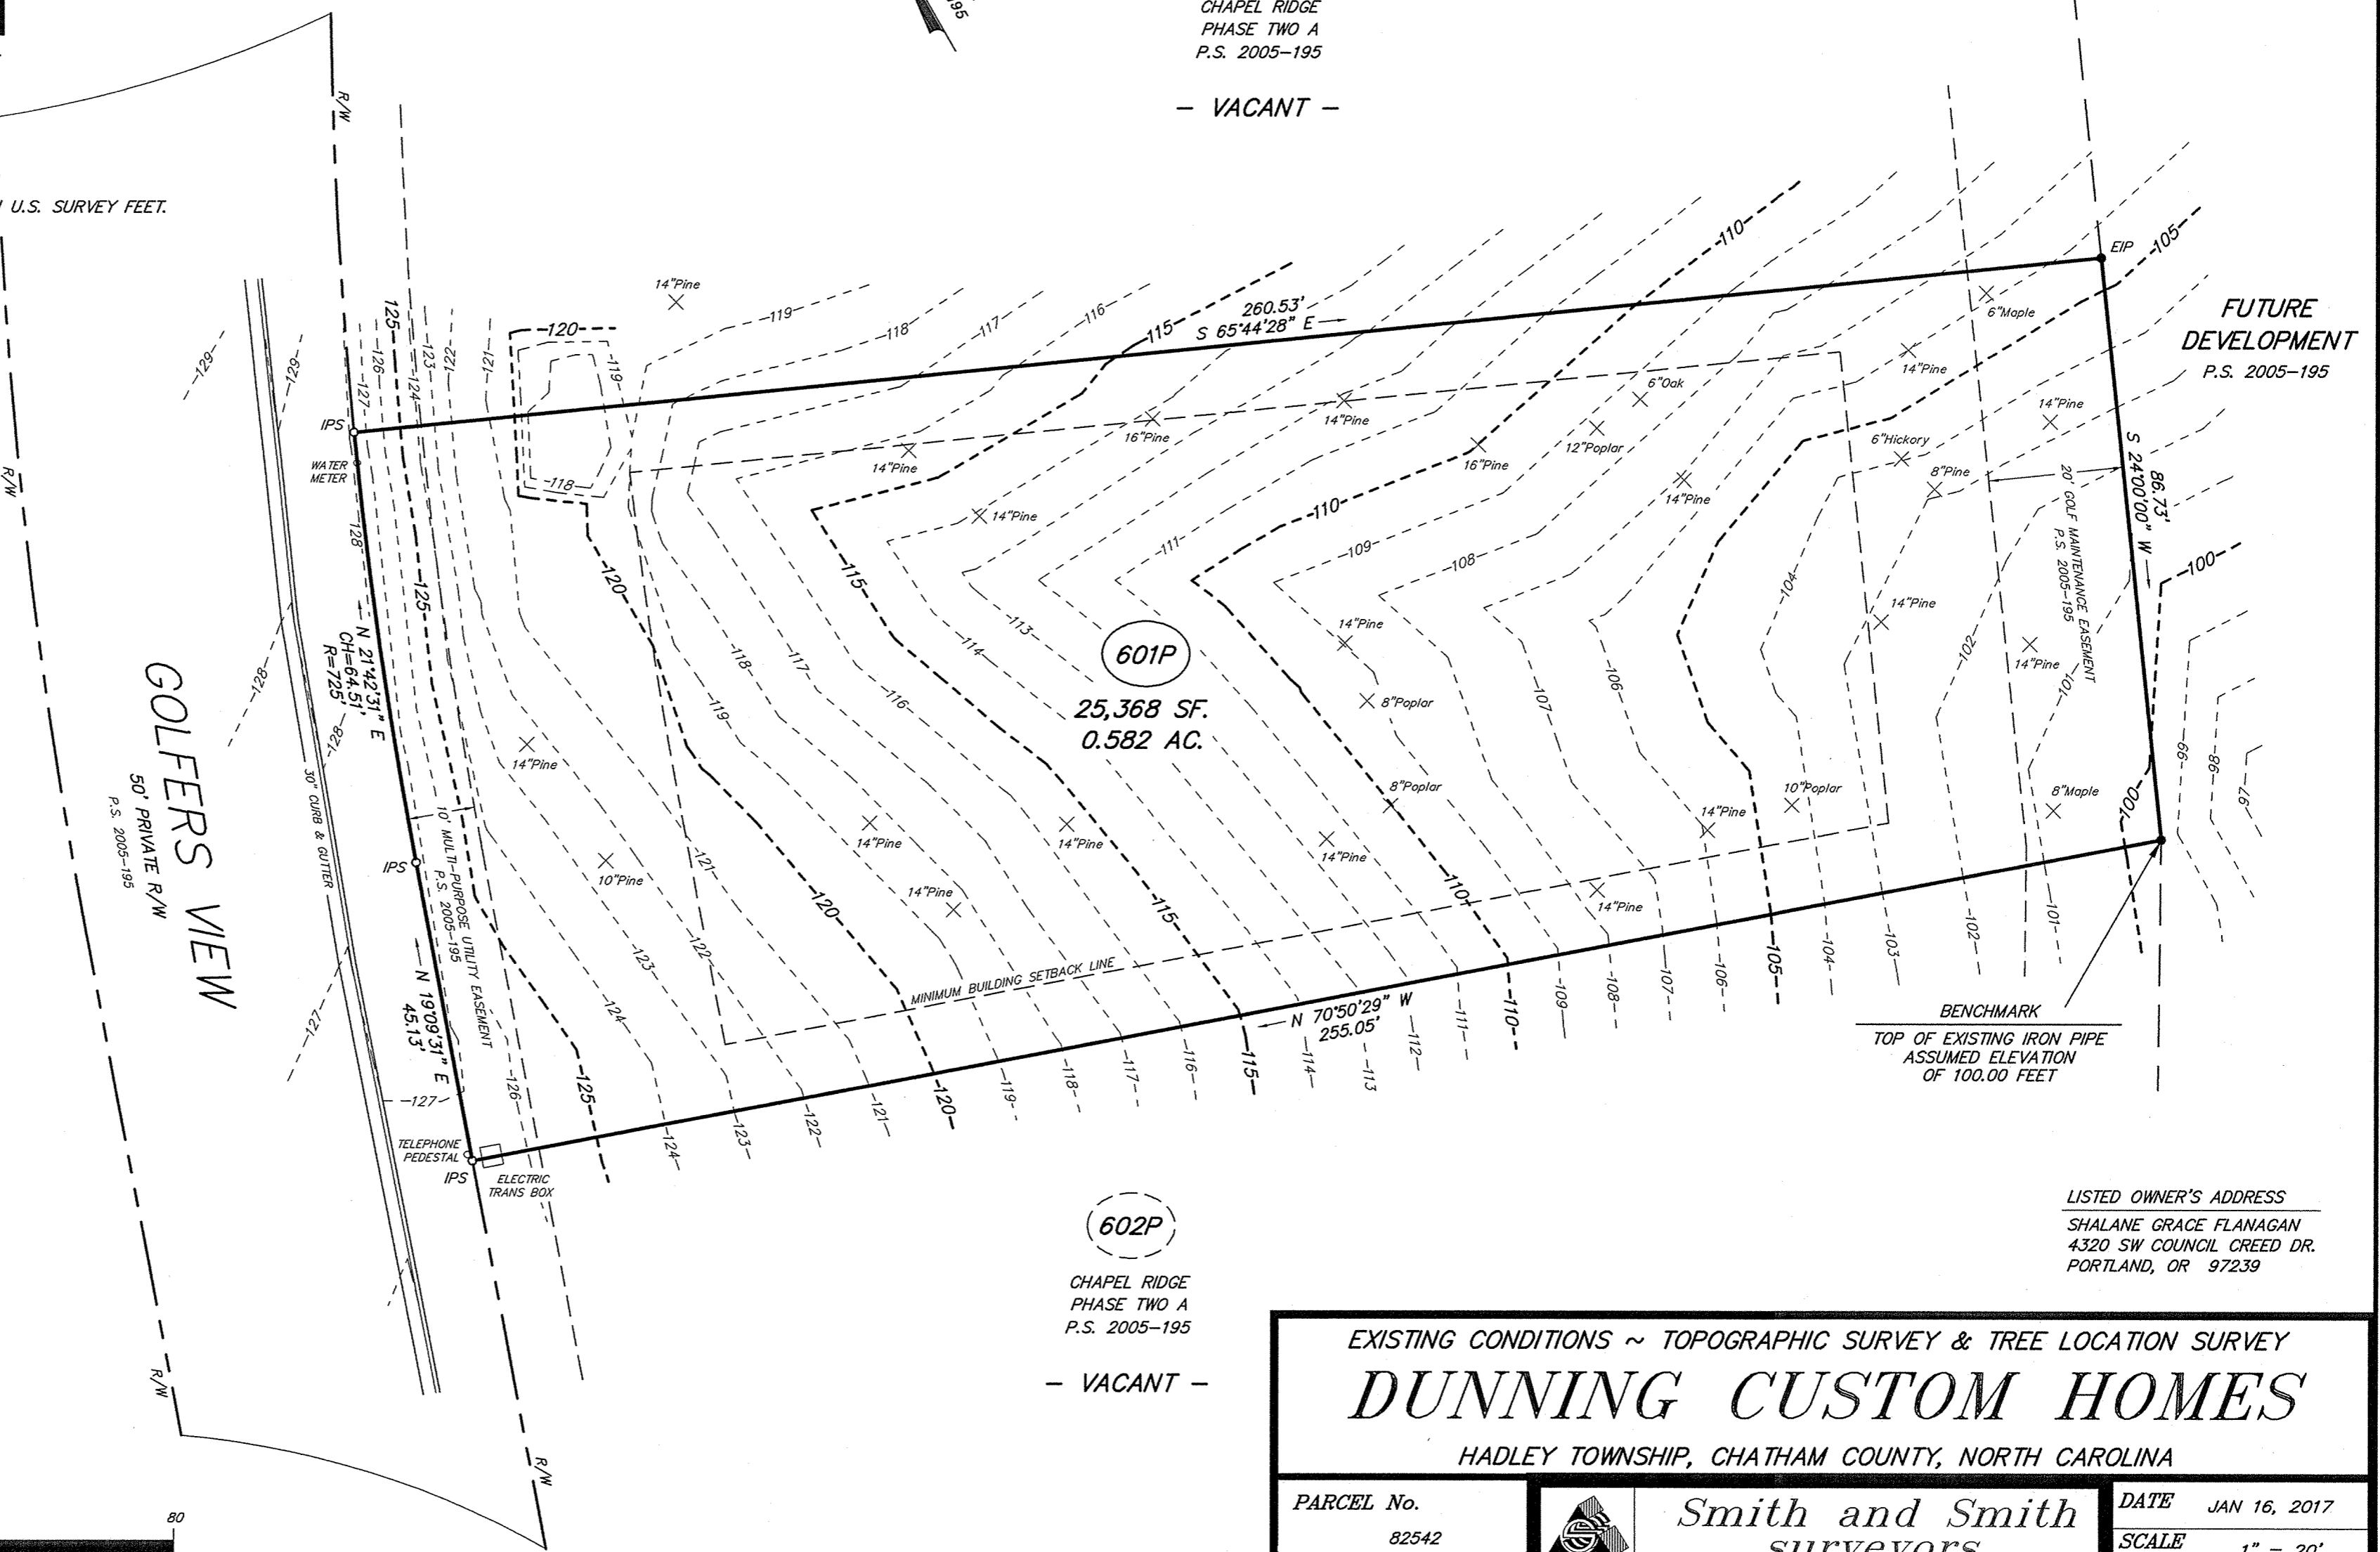 CHAPEL RIDGE
PHASE TWO A
P.S. 2005-195
- VACANT -
U.S. SURVEY FEET.
R/W
R/W
R/W
R/W
FUTURE
DEVELOPMENT
P.S. 2005-195
EIP
105
110
14"Pine
6"Maple
129
129
127
126
125
124
123
122
121
120
119
119
118
117
116
115
260.53'
S 65°44'28" E
IPS
WATER
METER
128
118
14"Pine
16"Pine
14"Pine
6"Oak
12"Poplar
16"Pine
14"Pine
14"Pine
14"Pine
6"Hickory
8"Pine
14"Pine
S 24°00'00" W
86.73'
20' GOLF MAINTENANCE EASEMENT
P.S. 2005-195
110
109
108
111
104
100
125
120
115
113
114
118
117
116
119
107
106
102
101
99
98
97
14"Pine
14"Pine
14"Pine
8"Poplar
601P
25,368 SF.
0.582 AC.
N 21°42'31" E
CH=64.51'
R=725'
GOLFERS VIEW
50' PRIVATE R/W
P.S. 2005-195
128
128
127
30" CURB & GUTTER
14"Pine
10"Pine
14"Pine
14"Pine
14"Pine
8"Poplar
14"Pine
14"Pine
10"Poplar
14"Pine
8"Maple
100
10' MULTI-PURPOSE UTILITY EASEMENT
P.S. 2005-195
IPS
N 19°09'31" E
45.13'
121
122
123
124
120
115
110
MINIMUM BUILDING SETBACK LINE
N 70°50'29" W
255.05'
127
126
125
124
123
122
121
120
119
118
117
116
115
114
113
112
111
110
109
108
107
106
105
104
103
102
101
TELEPHONE
PEDESTAL
IPS
ELECTRIC
TRANS BOX
BENCHMARK
TOP OF EXISTING IRON PIPE
ASSUMED ELEVATION
OF 100.00 FEET
602P
CHAPEL RIDGE
PHASE TWO A
P.S. 2005-195
- VACANT -
LISTED OWNER'S ADDRESS
SHALANE GRACE FLANAGAN
4320 SW COUNCIL CREED DR.
PORTLAND, OR 97239
EXISTING CONDITIONS ~ TOPOGRAPHIC SURVEY & TREE LOCATION SURVEY
DUNNING CUSTOM HOMES
HADLEY TOWNSHIP, CHATHAM COUNTY, NORTH CAROLINA
PARCEL No.
82542
Smith and Smith
surveyors
DATE JAN 16, 2017
SCALE 1" = 20'
80